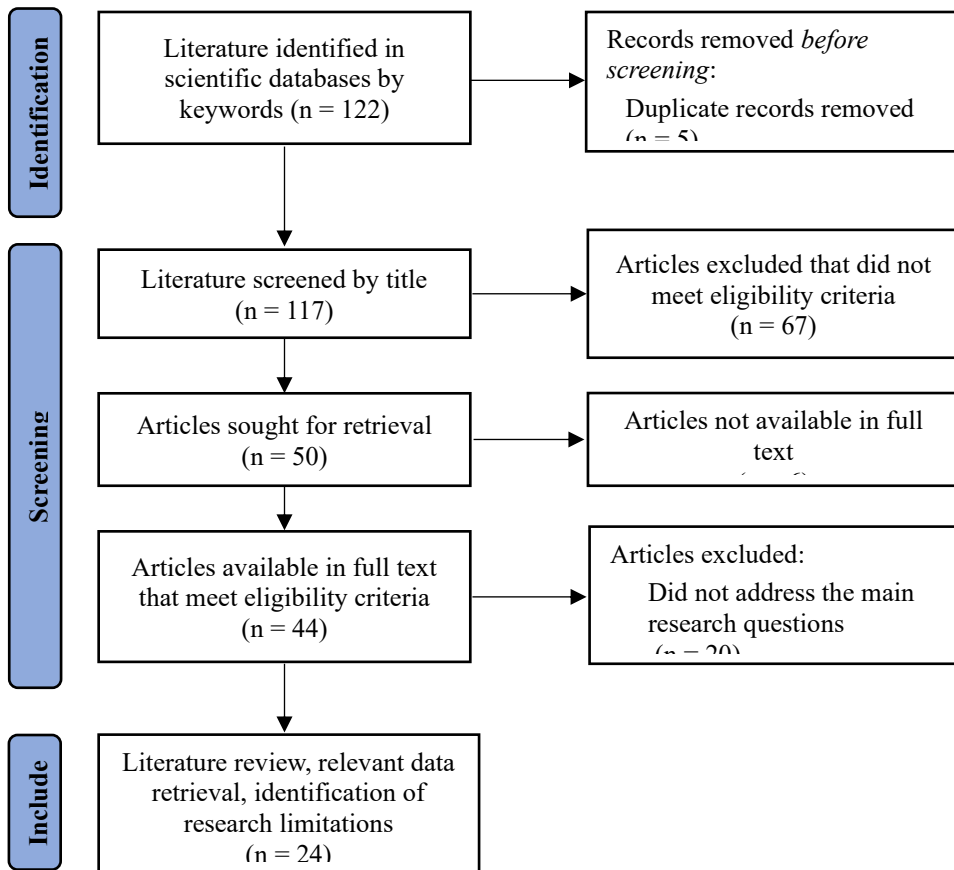 Identification
Literature identified in
scientific databases by
keywords (n = 122)
Records removed before
screening:
Duplicate records removed
(n = 5)
Screening
Literature screened by title
(n = 117)
Articles excluded that did not
meet eligibility criteria
(n = 67)
Articles sought for retrieval
(n = 50)
Articles not available in full
text
Articles available in full text
that meet eligibility criteria
(n = 44)
Articles excluded:
Did not address the main
research questions
(n = 20)
Include
Literature review, relevant data
retrieval, identification of
research limitations
(n = 24)